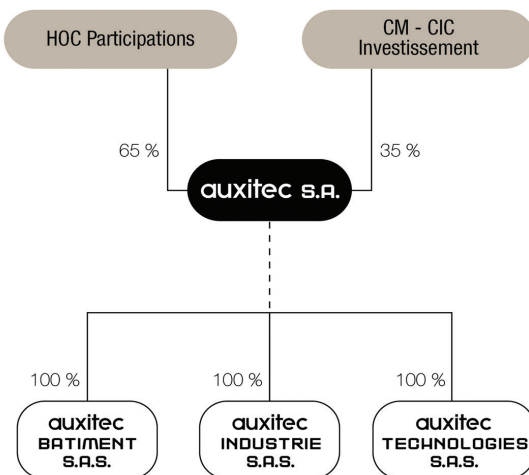 HOC Participations
CM - CIC
Investissement
65 %
35 %
auxitec S.A.
100 %
100 %
100 %
auxitec
BATIMENT
S.A.S.
auxitec
INDUSTRIE
S.A.S.
auxitec
TECHNOLOGIES
S.A.S.